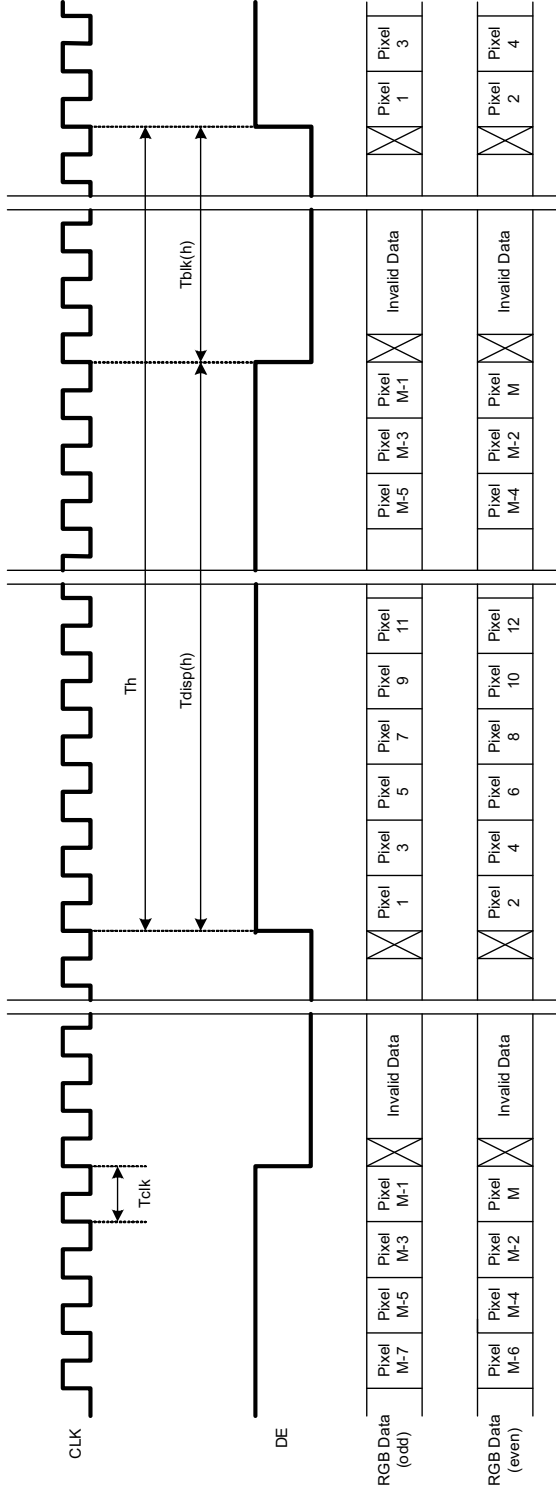 CLK
Tclk
Th
Tdisp(h)
Tblk(h)
DE
RGB Data
(odd)
Pixel
M-7
Pixel
M-5
Pixel
M-3
Pixel
M-1
Invalid Data
Pixel
1
Pixel
3
Pixel
5
Pixel
7
Pixel
9
Pixel
11
Pixel
M-5
Pixel
M-3
Pixel
M-1
Invalid Data
Pixel
1
Pixel
3
RGB Data
(even)
Pixel
M-6
Pixel
M-4
Pixel
M-2
Pixel
M
Invalid Data
Pixel
2
Pixel
4
Pixel
6
Pixel
8
Pixel
10
Pixel
12
Pixel
M-4
Pixel
M-2
Pixel
M
Invalid Data
Pixel
2
Pixel
4